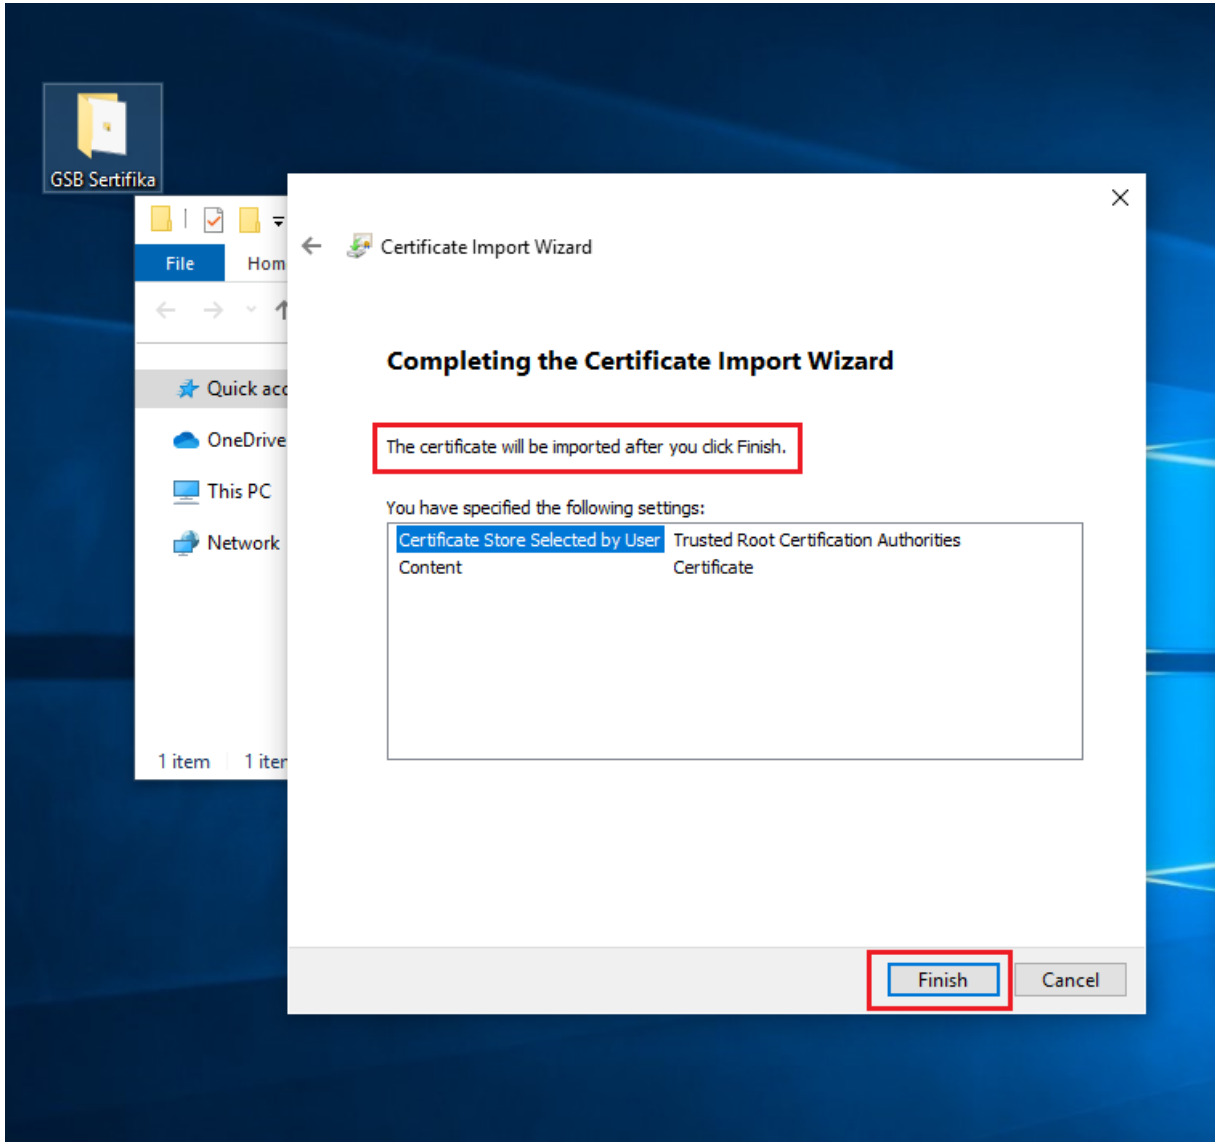 GSB Sertifika
File Hom
Certificate Import Wizard
Quick acc
OneDrive
This PC
Network
1 item 1 iter
Completing the Certificate Import Wizard
The certificate will be imported after you click Finish.
You have specified the following settings:
Certificate Store Selected by User Trusted Root Certification Authorities
Content Certificate
Finish Cancel